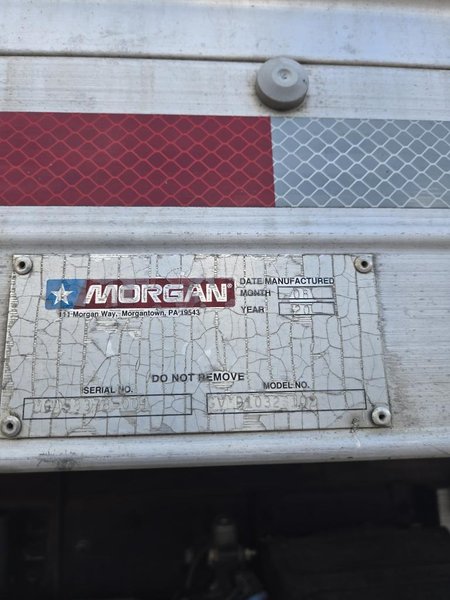 MORGAN®
111 Morgan Way, Morgantown, PA 19543
DATE MANUFACTURED
MONTH
YEAR
DO NOT REMOVE
SERIAL NO.
MODEL NO.